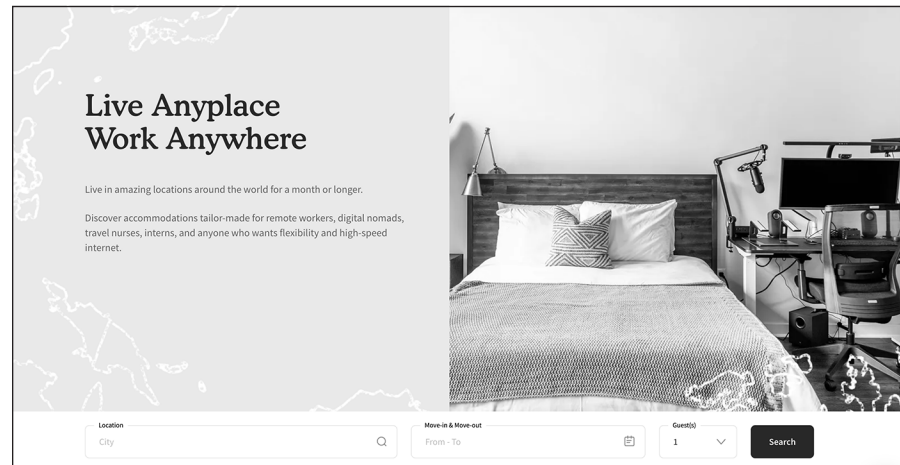 Live Anyplace
Work Anywhere
Live in amazing locations around the world for a month or longer.
Discover accommodations tailor-made for remote workers, digital nomads,
travel nurses, interns, and anyone who wants flexibility and high-speed
internet.
Location
City
Move-in & Move-out
From - To
Guest(s)
1
Search